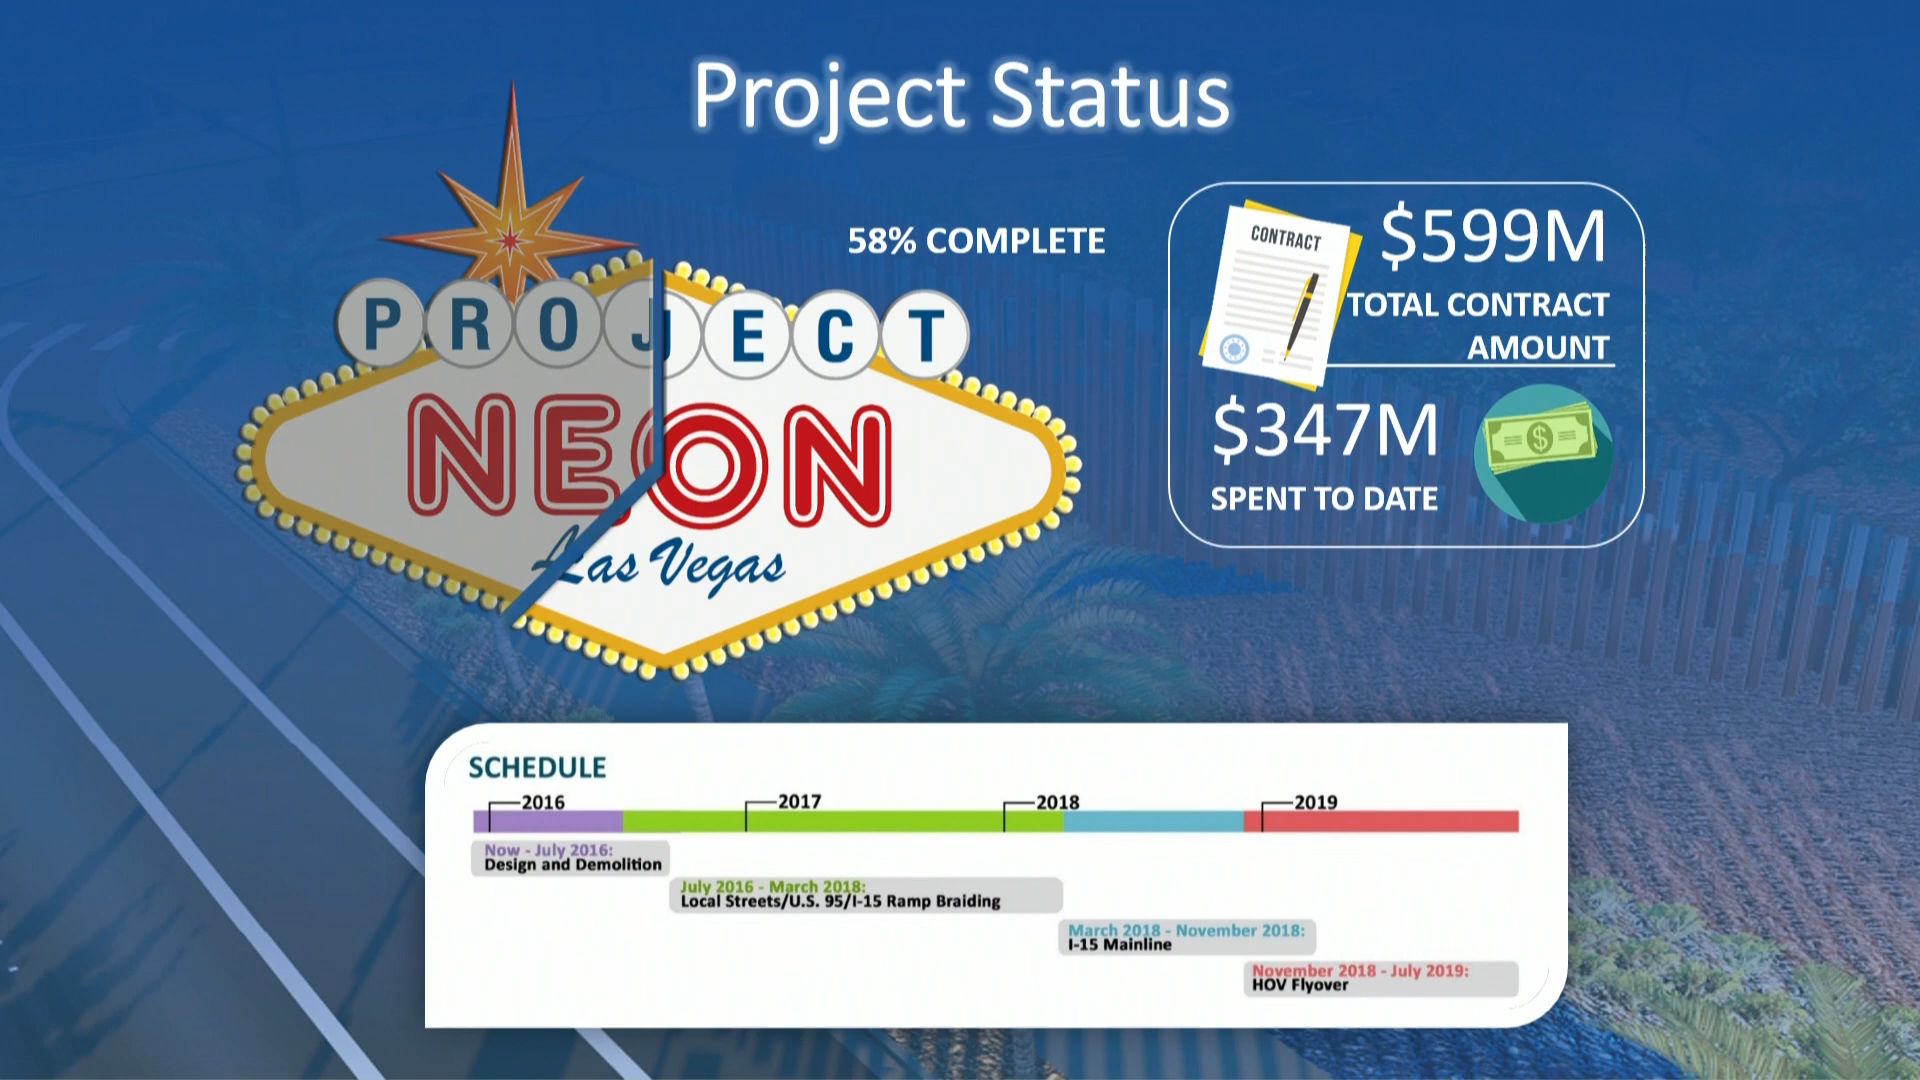 Project Status
58% COMPLETE
PROJECT
NEON
Las Vegas
CONTRACT
$599M
TOTAL CONTRACT
AMOUNT
$347M
SPENT TO DATE
$
SCHEDULE
2016
2017
2018
2019
Now - July 2016:
Design and Demolition
July 2016 - March 2018:
Local Streets/U.S. 95/I-15 Ramp Braiding
March 2018 - November 2018:
I-15 Mainline
November 2018 - July 2019:
HOV Flyover